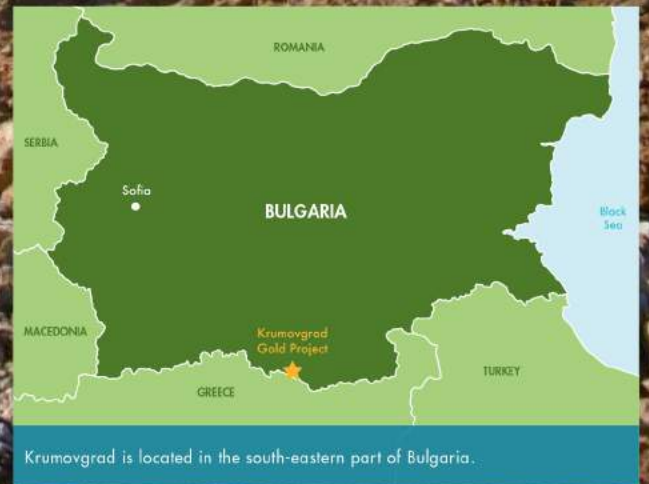 ROMANIA
SERBIA
Sofia
BULGARIA
Black
Sea
MACEDONIA
Krumovgrad
Gold Project
TURKEY
GREECE
Krumovgrad is located in the south-eastern part of Bulgaria.